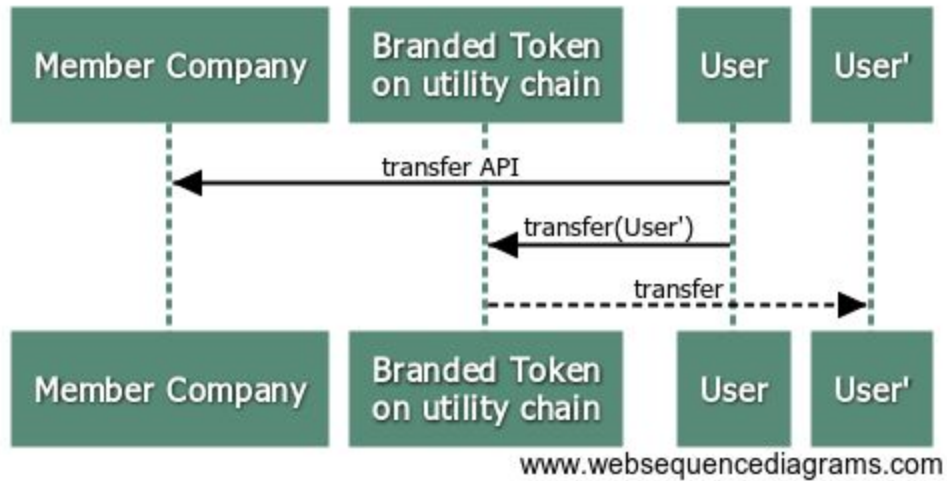 Member Company
Branded Token
on utility chain
User
User'
transfer API
transfer(User')
transfer
Member Company
Branded Token
on utility chain
User
User'
www.websequencediagrams.com